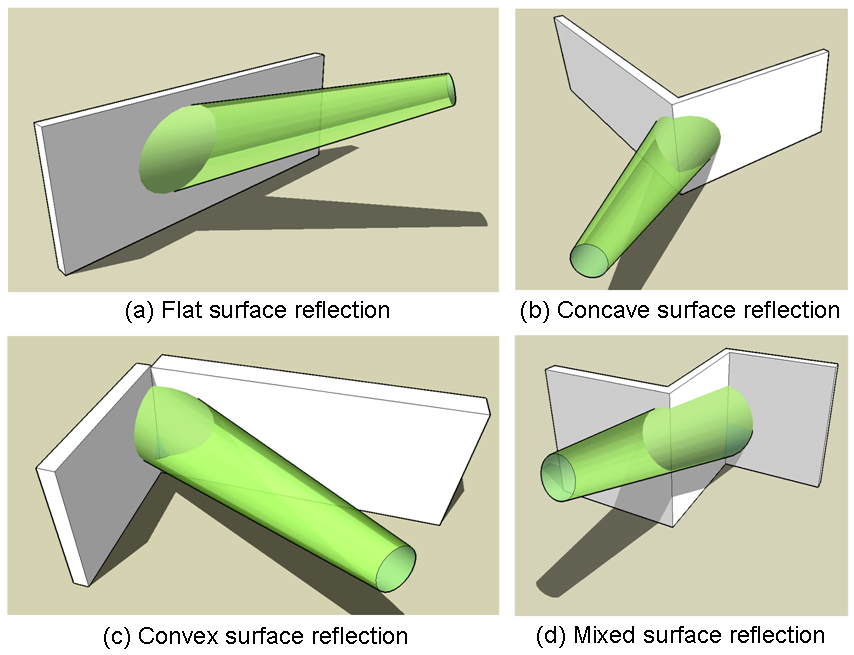 (a) Flat surface reflection
(b) Concave surface reflection
(c) Convex surface reflection
(d) Mixed surface reflection